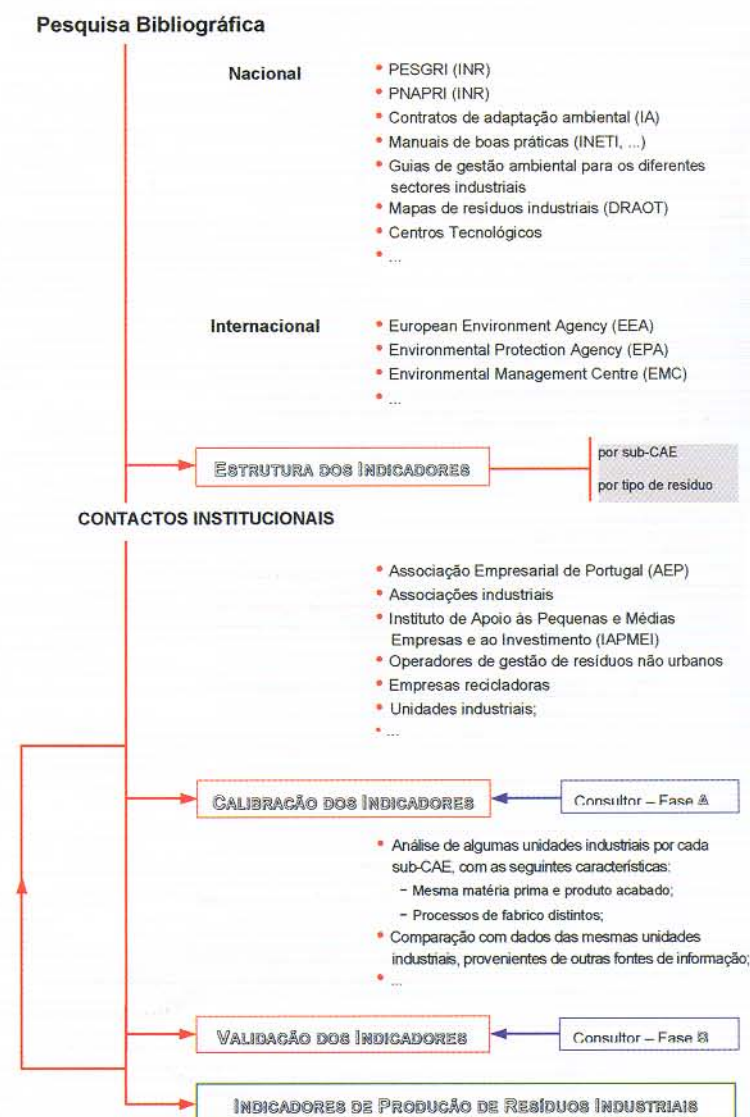 Pesquisa Bibliográfica
Nacional
• PESGRI (INR)
• PNAPRI (INR)
• Contratos de adaptação ambiental (IA)
• Manuais de boas práticas (INETI, ...)
• Guias de gestão ambiental para os diferentes
sectores industriais
• Mapas de resíduos industriais (DRAOT)
• Centros Tecnológicos
• ...
Internacional
• European Environment Agency (EEA)
• Environmental Protection Agency (EPA)
• Environmental Management Centre (EMC)
• ...
ESTRUTURA DOS INDICADORES
por sub-CAE
por tipo de resíduo
CONTACTOS INSTITUCIONAIS
• Associação Empresarial de Portugal (AEP)
• Associações industriais
• Instituto de Apoio às Pequenas e Médias
Empresas e ao Investimento (IAPMEI)
• Operadores de gestão de resíduos não urbanos
• Empresas recicladoras
• Unidades industriais;
• ...
CALIBRAÇÃO DOS INDICADORES
Consultor – Fase A
• Análise de algumas unidades industriais por cada
sub-CAE, com as seguintes características:
– Mesma matéria prima e produto acabado;
– Processos de fabrico distintos;
• Comparação com dados das mesmas unidades
industriais, provenientes de outras fontes de informação;
• ...
VALIDAÇÃO DOS INDICADORES
Consultor – Fase B
INDICADORES DE PRODUÇÃO DE RESÍDUOS INDUSTRIAIS